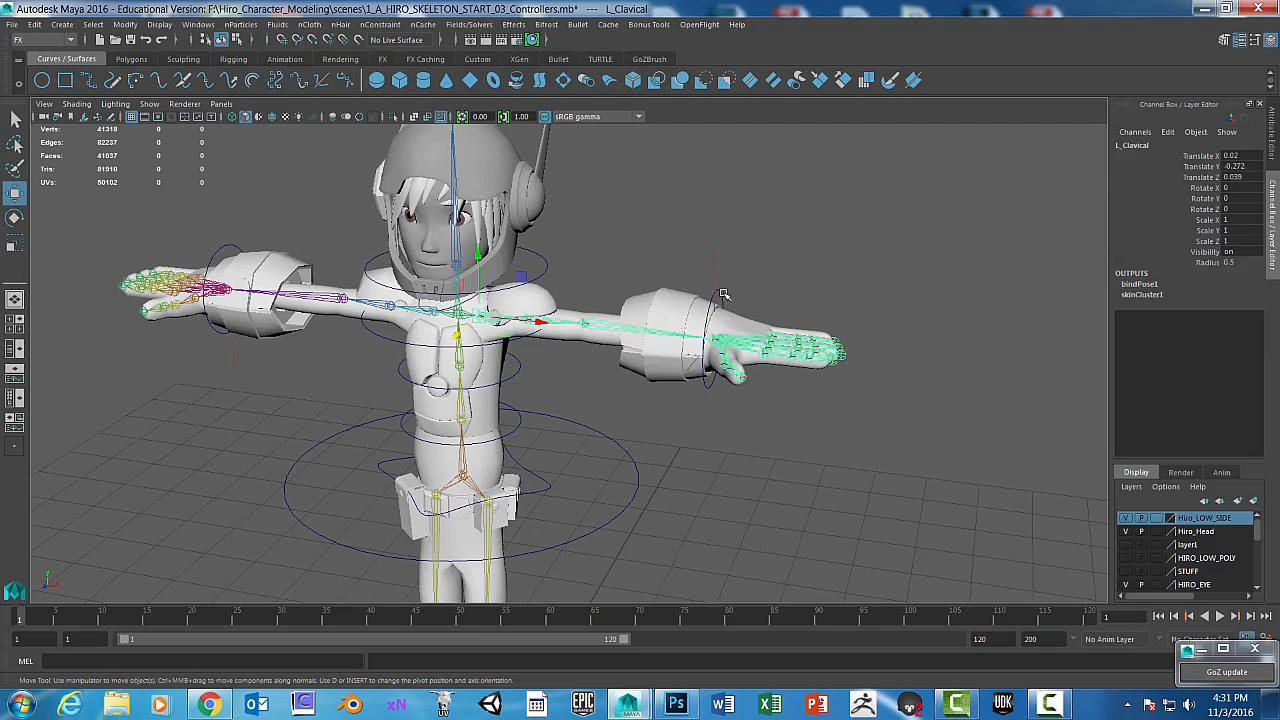 Autodesk Maya 2016 - Educational Version: F:\Hiro_Character_Modeling\scenes\1_A_HIRO_SKELETON_START_03_Controllers.mb* --- L_Clavical
File Edit Create Select Modify Display Windows nParticles Fluids nCloth nHair nConstraint nCache Fields/Solvers Effects Bifrost Bullet Cache Bonus Tools OpenFlight Help
FX No Live Surface
Curves / Surfaces Polygons Sculpting Rigging Animation Rendering FX FX Caching Custom XGen Bullet TURTLE GoZBrush
View Shading Lighting Show Renderer Panels
0.00 1.00 sRGB gamma
Verts: 41318 0 0
Edges: 82237 0 0
Faces: 41037 0 0
Tris: 81910 0 0
UVs: 50102 0 0
Channel Box / Layer Editor
Channels Edit Object Show
L_Clavical
Translate X 0.02
Translate Y -0.272
Translate Z 0.039
Rotate X 0
Rotate Y 0
Rotate Z 0
Scale X 1
Scale Y 1
Scale Z 1
Visibility on
Radius 0.5
OUTPUTS
bindPose1
skinCluster1
Attribute Editor
Channel Box / Layer Editor
Display Render Anim
Layers Options Help
V P Hiro_LOW_SIDE
V P Hiro_Head
P layer1
P HIRO_LOW_POLY
P STUFF
V P HIRO_EYE
5 10 15 20 25 30 35 40 45 50 55 60 65 70 75 80 85 90 95 100 105 110 115 120
1
1 1 1 120 120 200 No Anim Layer
MEL
GoZ update
Move Tool: Use manipulator to move object(s). Ctrl+MMB+drag to move components along normals. Use D or INSERT to change the pivot position and axis orientation.
4:31 PM
11/3/2016